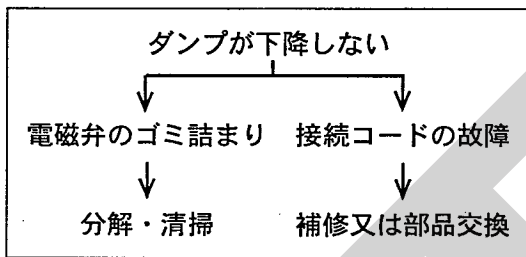 ダンプが下降しない
電磁弁のゴミ詰まり 接続コードの故障
分解・清掃 補修又は部品交換